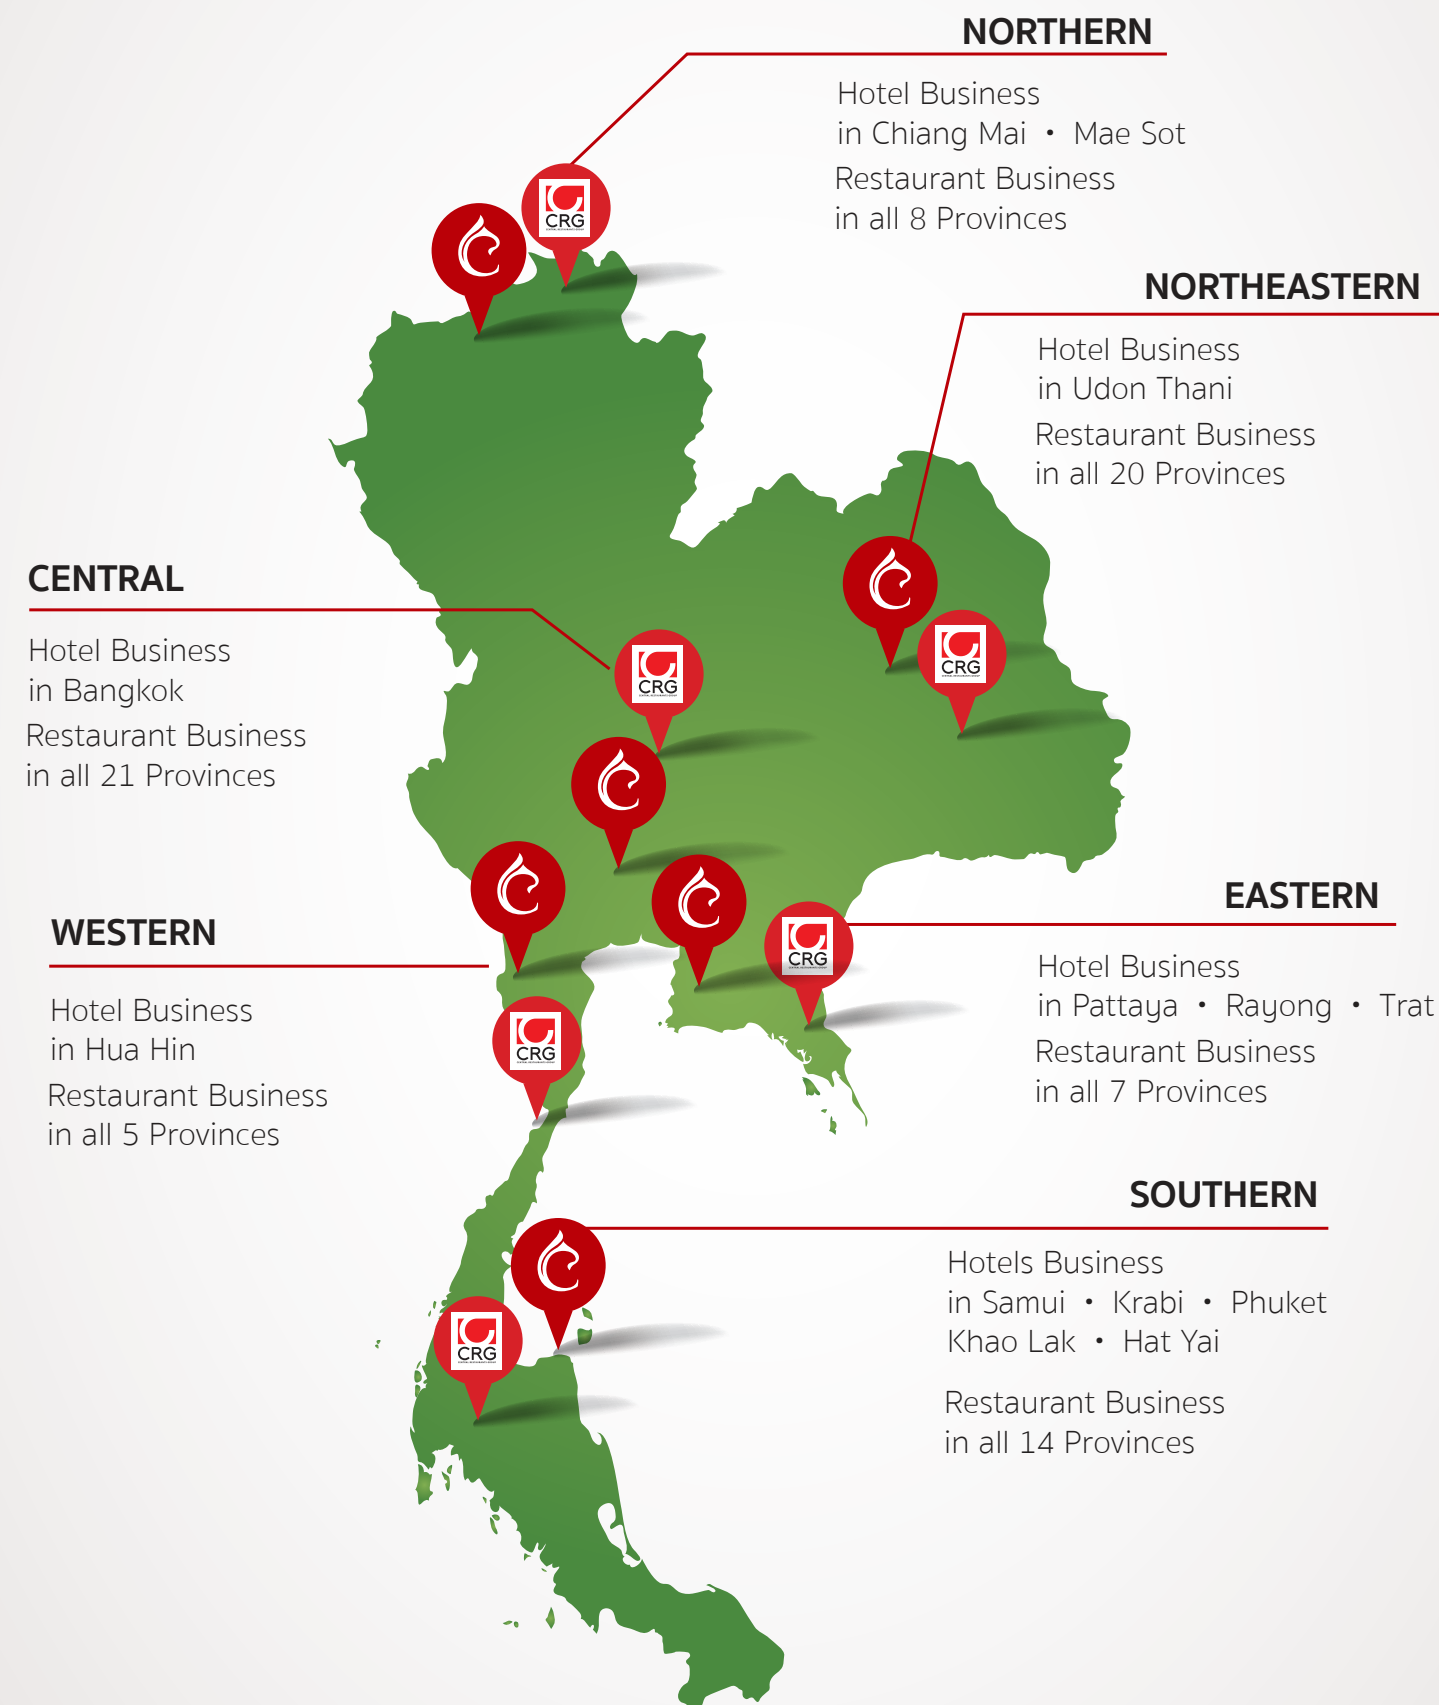 NORTHERN
Hotel Business
in Chiang Mai • Mae Sot
Restaurant Business
in all 8 Provinces
CRG
NORTHEASTERN
Hotel Business
in Udon Thani
Restaurant Business
in all 20 Provinces
CRG
CENTRAL
Hotel Business
in Bangkok
Restaurant Business
in all 21 Provinces
CRG
EASTERN
Hotel Business
in Pattaya • Rayong • Trat
Restaurant Business
in all 7 Provinces
CRG
WESTERN
Hotel Business
in Hua Hin
Restaurant Business
in all 5 Provinces
CRG
SOUTHERN
Hotels Business
in Samui • Krabi • Phuket
Khao Lak • Hat Yai
Restaurant Business
in all 14 Provinces
CRG